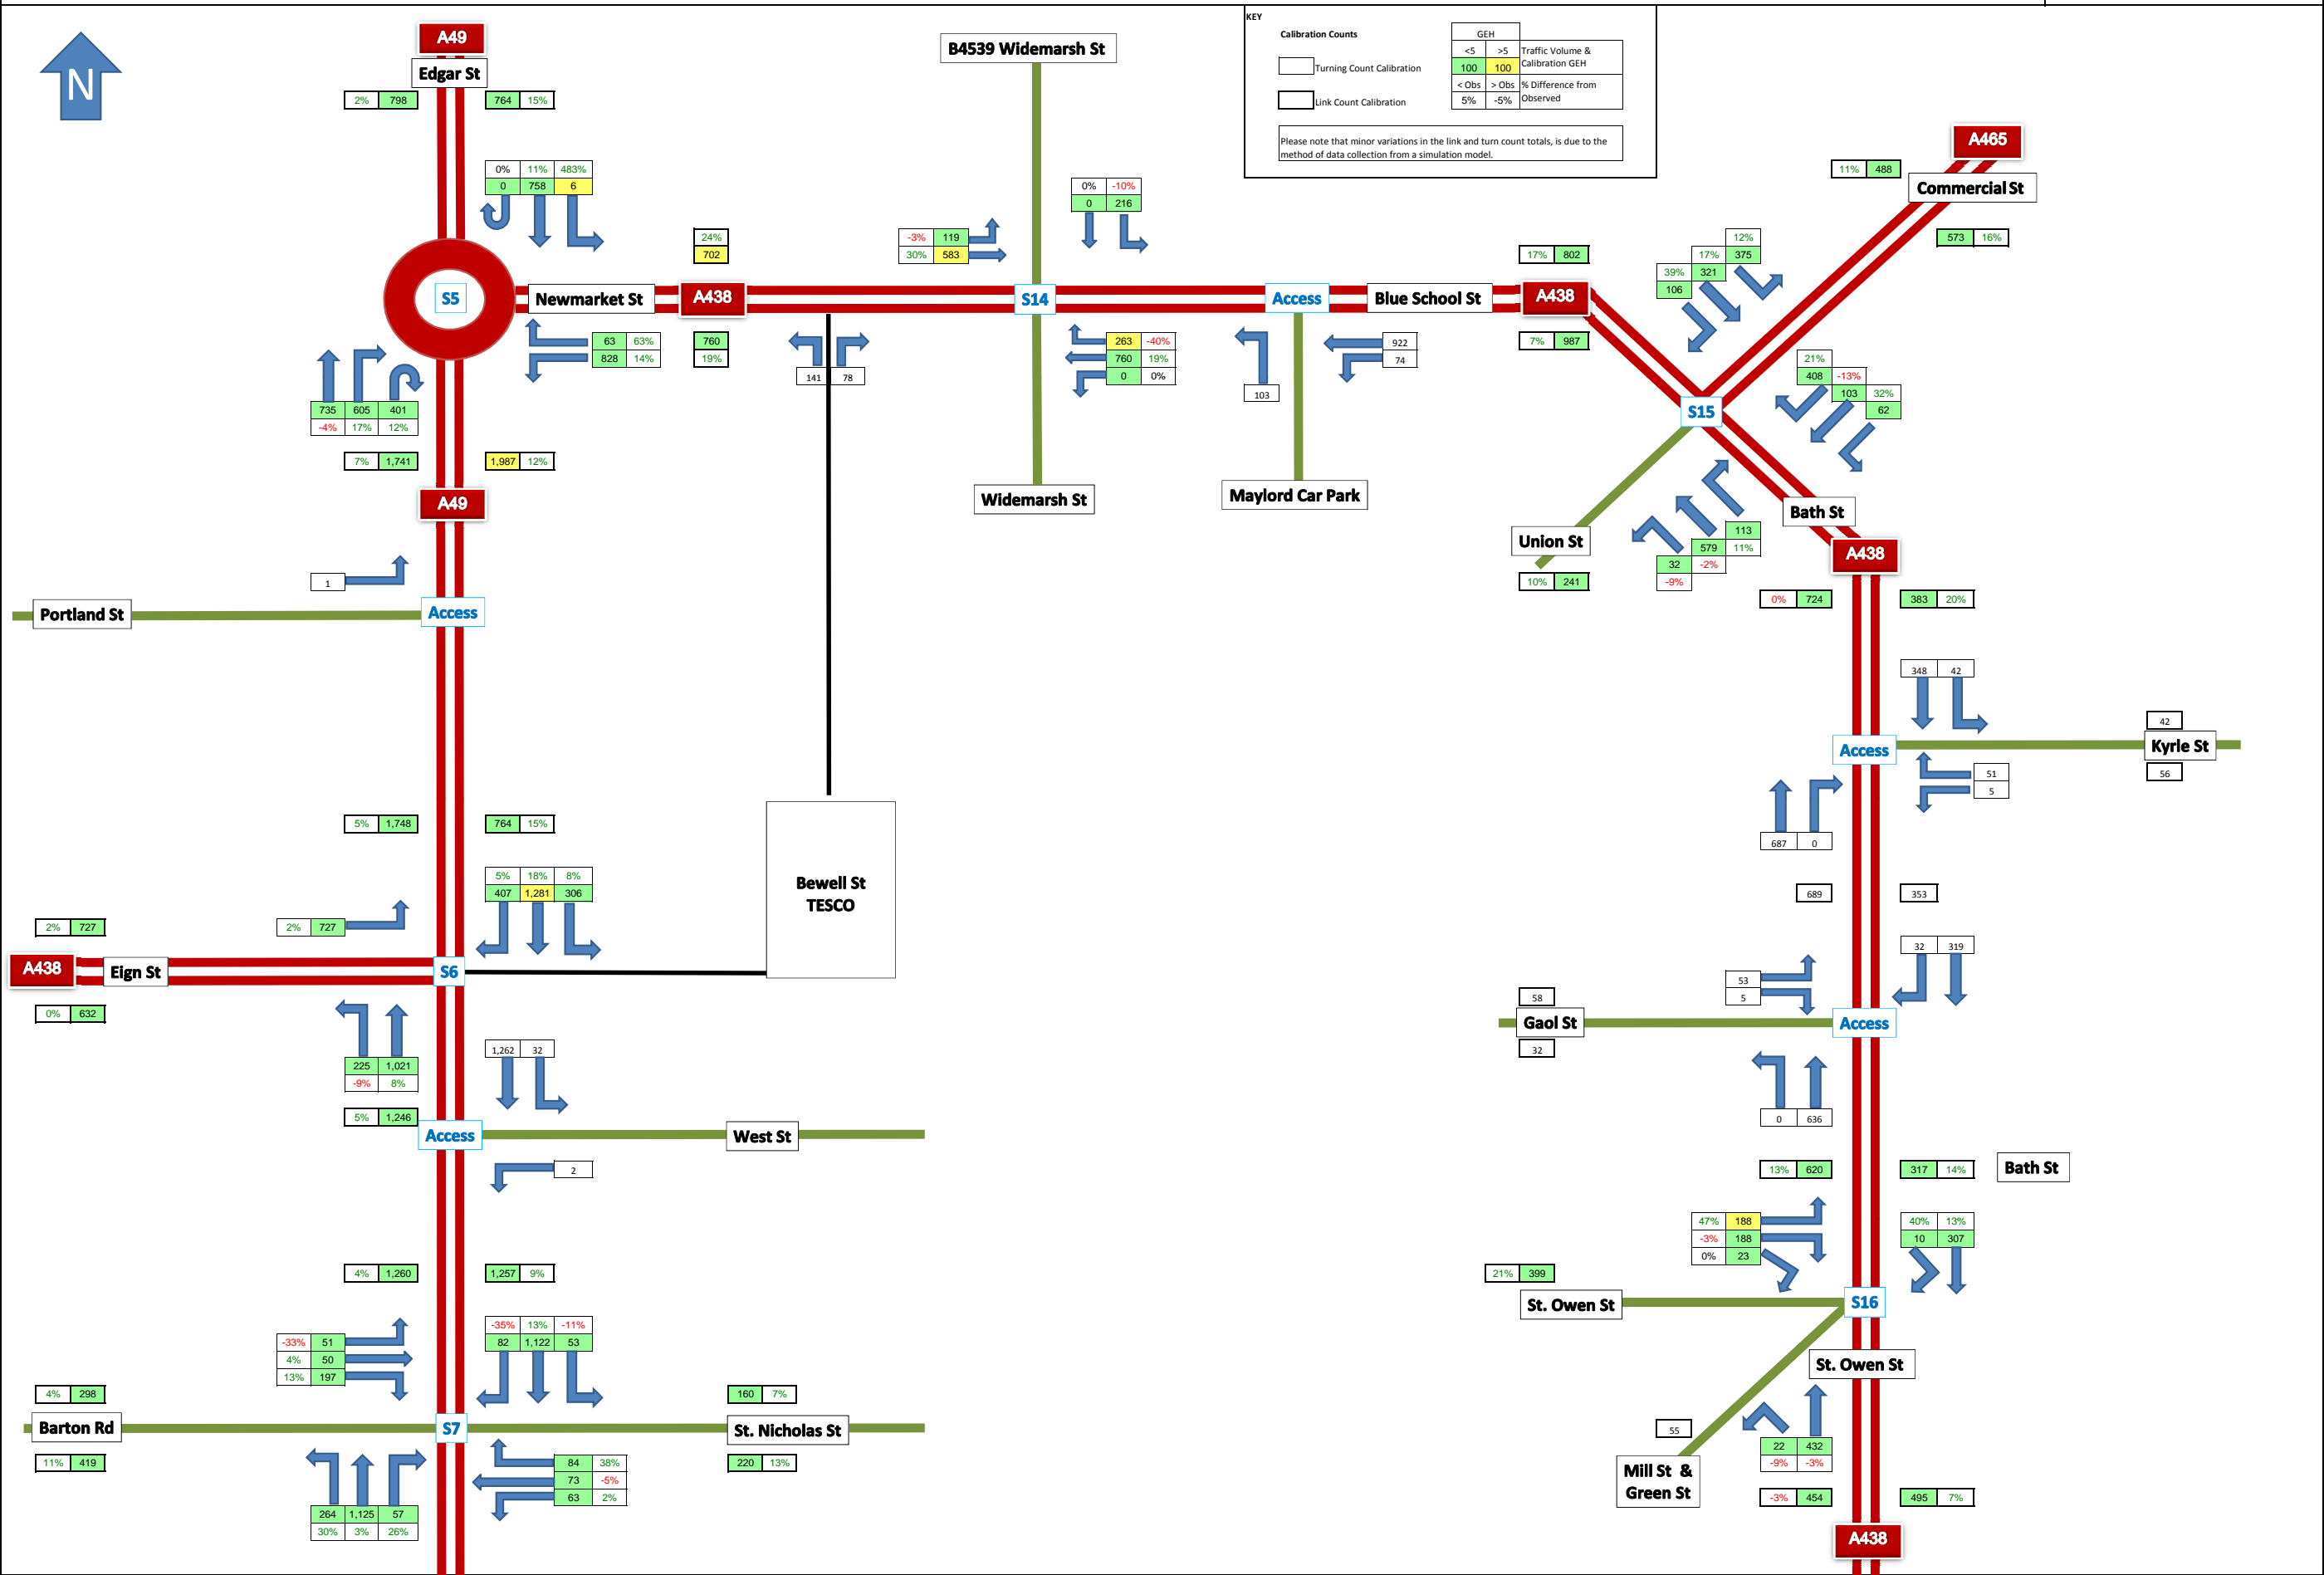 KEY
Calibration Counts
Turning Count Calibration
Link Count Calibration
GEH
<5 >5 Traffic Volume &
100 100 Calibration GEH
< Obs > Obs % Difference from
5% -5% Observed
Please note that minor variations in the link and turn count totals, is due to the
method of data collection from a simulation model.
N
A49
Edgar St
2% 798
764 15%
0% 11% 483%
0 758 6
S5
Newmarket St
A438
24%
702
760
19%
63 63%
828 14%
735 605 401
-4% 17% 12%
7% 1,741
1,987 12%
A49
B4539 Widemarsh St
0% -10%
0 216
-3% 119
30% 583
S14
141 78
263 -40%
760 19%
0 0%
Widemarsh St
Access
103
922
74
Maylord Car Park
Blue School St
A438
17% 802
7% 987
A465
Commercial St
11% 488
573 16%
12%
17% 375
39% 321
106
S15
21%
408 -13%
103 32%
62
113
579 11%
32 -2%
-9%
Union St
10% 241
Bath St
A438
0% 724
383 20%
1
Portland St
Access
348 42
Access
42
Kyrle St
56
51
5
687 0
689
353
5% 1,748
764 15%
Bewell St
TESCO
5% 18% 8%
407 1,281 306
2% 727
2% 727
A438
Eign St
S6
0% 632
225 1,021
-9% 8%
5% 1,246
1,262 32
Access
West St
2
32 319
53
5
58
Gaol St
32
Access
0 636
13% 620
317 14%
Bath St
47% 188
-3% 188
0% 23
40% 13%
10 307
21% 399
St. Owen St
S16
St. Owen St
55
Mill St &
Green St
22 432
-9% -3%
-3% 454
495 7%
A438
4% 1,260
1,257 9%
-33% 51
4% 50
13% 197
-35% 13% -11%
82 1,122 53
4% 298
Barton Rd
11% 419
S7
160 7%
St. Nicholas St
220 13%
84 38%
73 -5%
63 2%
264 1,125 57
30% 3% 26%